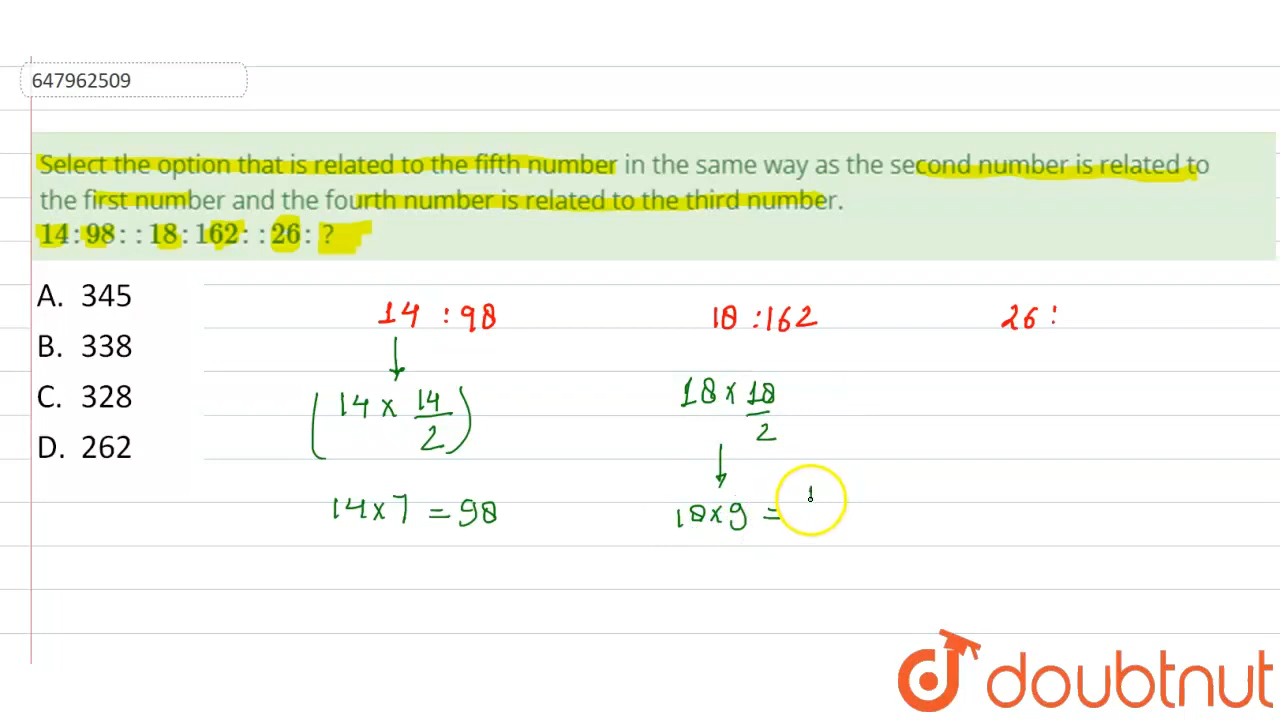 647962509
Select the option that is related to the fifth number in the same way as the second number is related to
the first number and the fourth number is related to the third number.
14:98::18:162::26:?
A. 345
B. 338
C. 328
D. 262
14 :98 18 :162 26 :
(14 × 14/2) 18 × 18/2
14 × 7 = 98 18 × 9 = 1
doubtnut